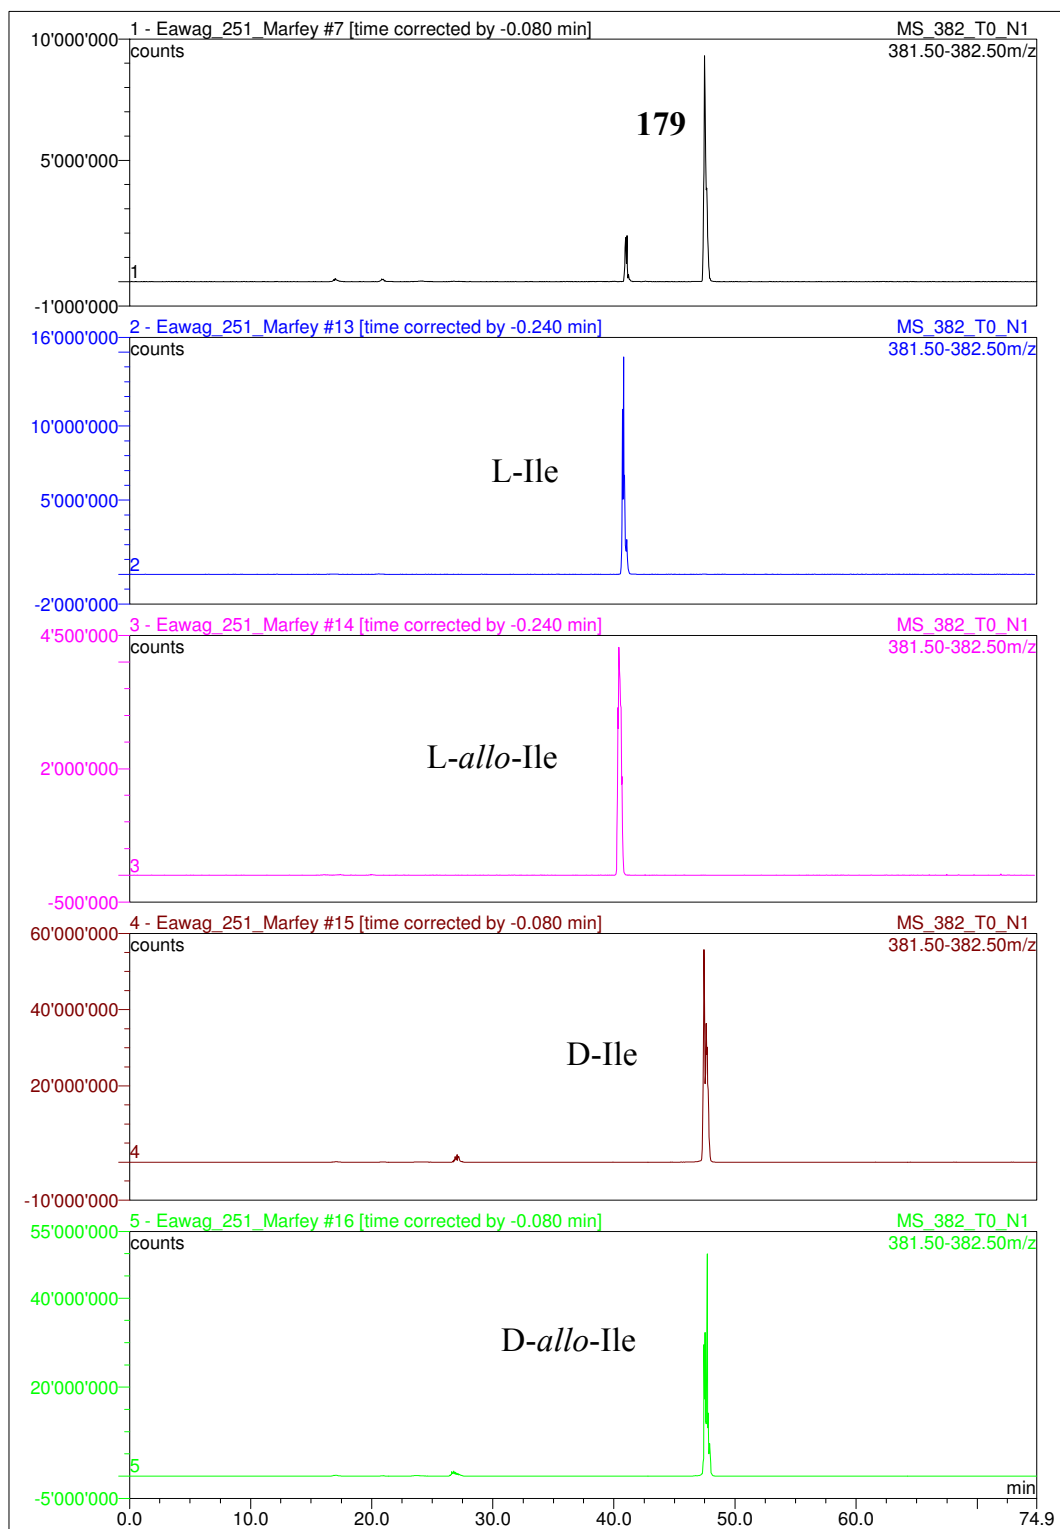 1 - Eawag_251_Marfey #7 [time corrected by -0.080 min] MS_382_T0_N1
10'000'000 counts 381.50-382.50m/z
179
5'000'000
1
-1'000'000
2 - Eawag_251_Marfey #13 [time corrected by -0.240 min] MS_382_T0_N1
16'000'000 counts 381.50-382.50m/z
10'000'000
L-Ile
5'000'000
2
-2'000'000
3 - Eawag_251_Marfey #14 [time corrected by -0.240 min] MS_382_T0_N1
4'500'000 counts 381.50-382.50m/z
L-allo-Ile
2'000'000
3
-500'000
4 - Eawag_251_Marfey #15 [time corrected by -0.080 min] MS_382_T0_N1
60'000'000 counts 381.50-382.50m/z
40'000'000
D-Ile
20'000'000
4
-10'000'000
5 - Eawag_251_Marfey #16 [time corrected by -0.080 min] MS_382_T0_N1
55'000'000 counts 381.50-382.50m/z
40'000'000
D-allo-Ile
20'000'000
5
min
-5'000'000
0.0 10.0 20.0 30.0 40.0 50.0 60.0 74.9